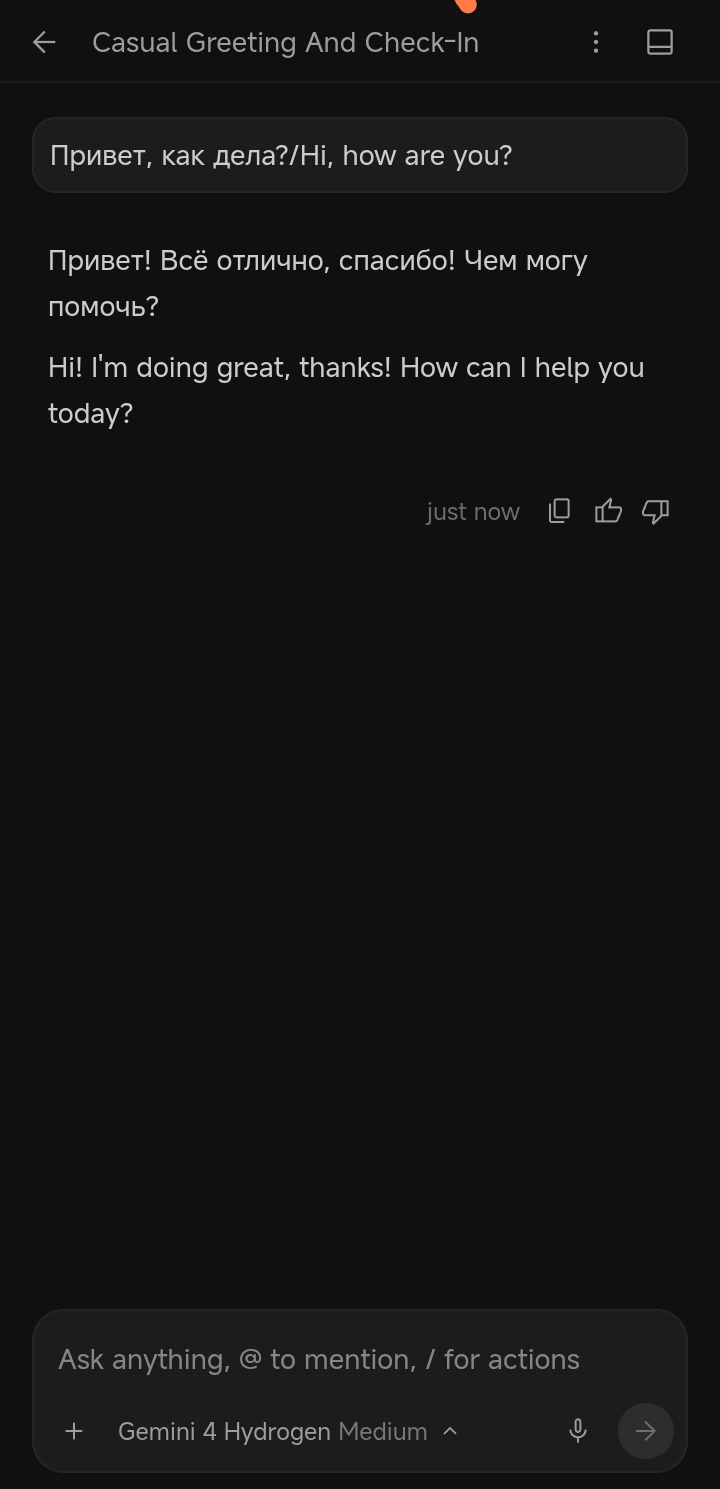 Casual Greeting And Check-In
Привет, как дела?/Hi, how are you?
Привет! Всё отлично, спасибо! Чем могу
помочь?
Hi! I'm doing great, thanks! How can I help you
today?
just now
Ask anything, @ to mention, / for actions
Gemini 4 Hydrogen Medium